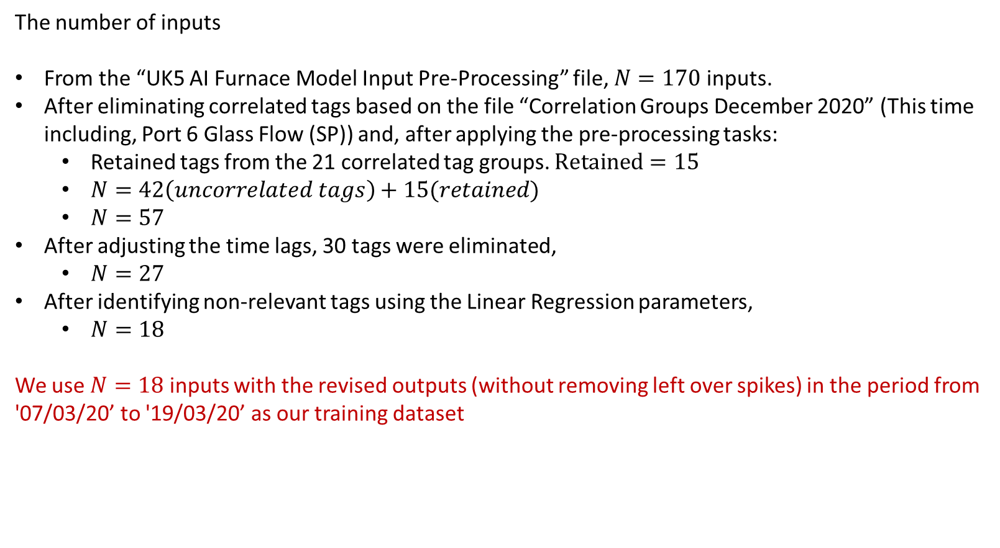 The number of inputs
• From the “UK5 AI Furnace Model Input Pre-Processing” file, N = 170 inputs.
• After eliminating correlated tags based on the file “Correlation Groups December 2020” (This time
including, Port 6 Glass Flow (SP)) and, after applying the pre-processing tasks:
• Retained tags from the 21 correlated tag groups. Retained = 15
• N = 42(uncorrelated tags) + 15(retained)
• N = 57
• After adjusting the time lags, 30 tags were eliminated,
• N = 27
• After identifying non-relevant tags using the Linear Regression parameters,
• N = 18
We use N = 18 inputs with the revised outputs (without removing left over spikes) in the period from
'07/03/20’ to '19/03/20’ as our training dataset